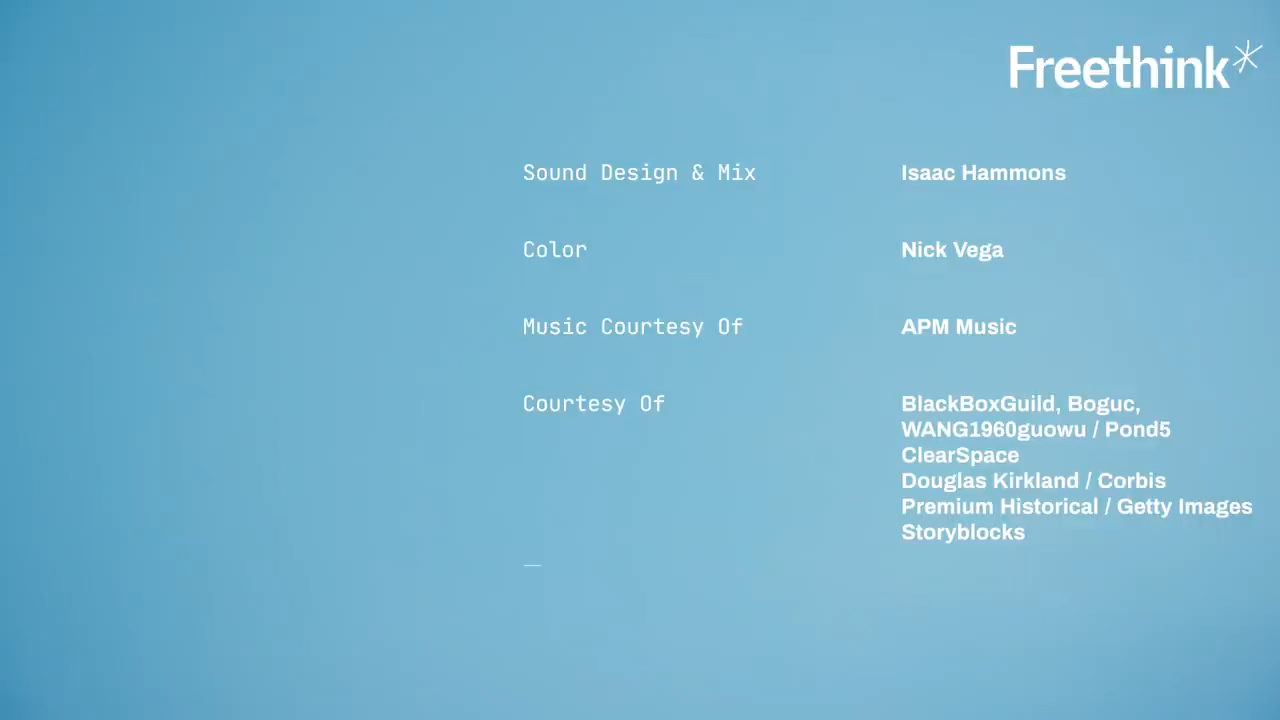 Freethink*
Sound Design & Mix Isaac Hammons
Color Nick Vega
Music Courtesy Of APM Music
Courtesy Of BlackBoxGuild, Boguc,
WANG1960guowu / Pond5
ClearSpace
Douglas Kirkland / Corbis
Premium Historical / Getty Images
Storyblocks